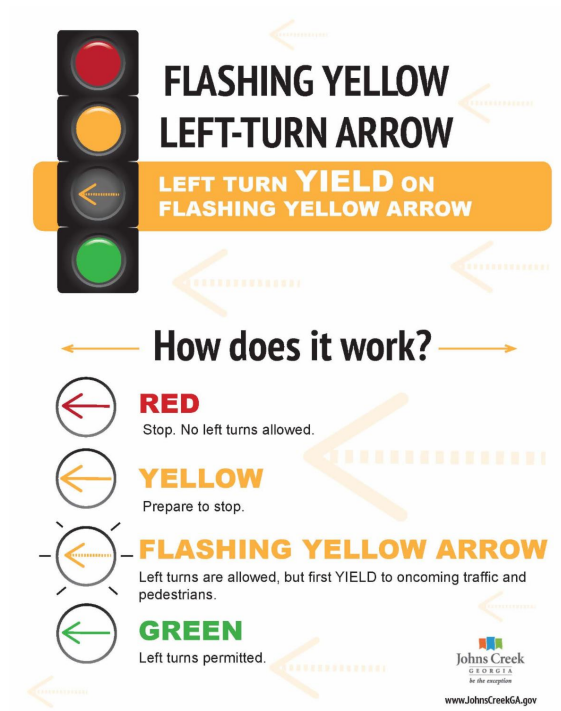 FLASHING YELLOW
LEFT-TURN ARROW
LEFT TURN YIELD ON
FLASHING YELLOW ARROW
How does it work?
RED
Stop. No left turns allowed.
YELLOW
Prepare to stop.
FLASHING YELLOW ARROW
Left turns are allowed, but first YIELD to oncoming traffic and
pedestrians.
GREEN
Left turns permitted.
Johns Creek
GEORGIA
be the exception
www.JohnsCreekGA.gov